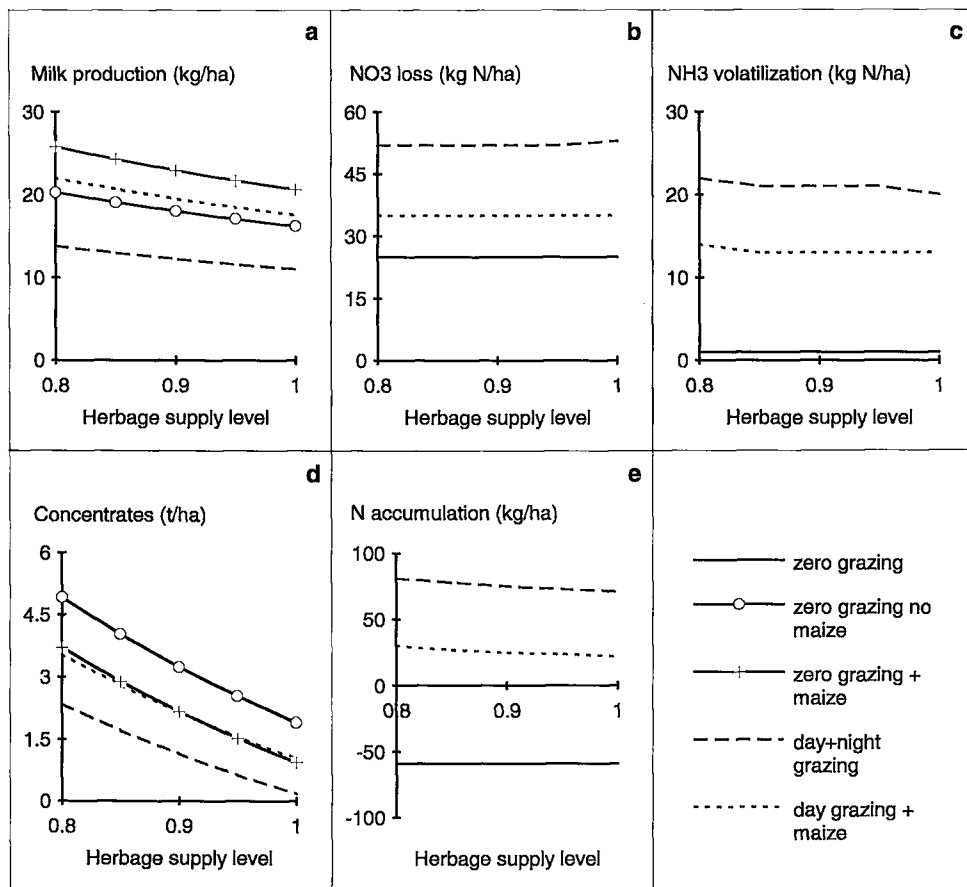 a
Milk production (kg/ha)
30
20
10
0
0.8
0.9
1
Herbage supply level
b
NO3 loss (kg N/ha)
60
45
30
15
0
0.8
0.9
1
Herbage supply level
c
NH3 volatilization (kg N/ha)
30
20
10
0
0.8
0.9
1
Herbage supply level
d
Concentrates (t/ha)
6
4.5
3
1.5
0
0.8
0.9
1
Herbage supply level
e
N accumulation (kg/ha)
100
50
0
-50
-100
0.8
0.9
1
Herbage supply level
zero grazing
zero grazing no
maize
zero grazing +
maize
day+night
grazing
day grazing +
maize